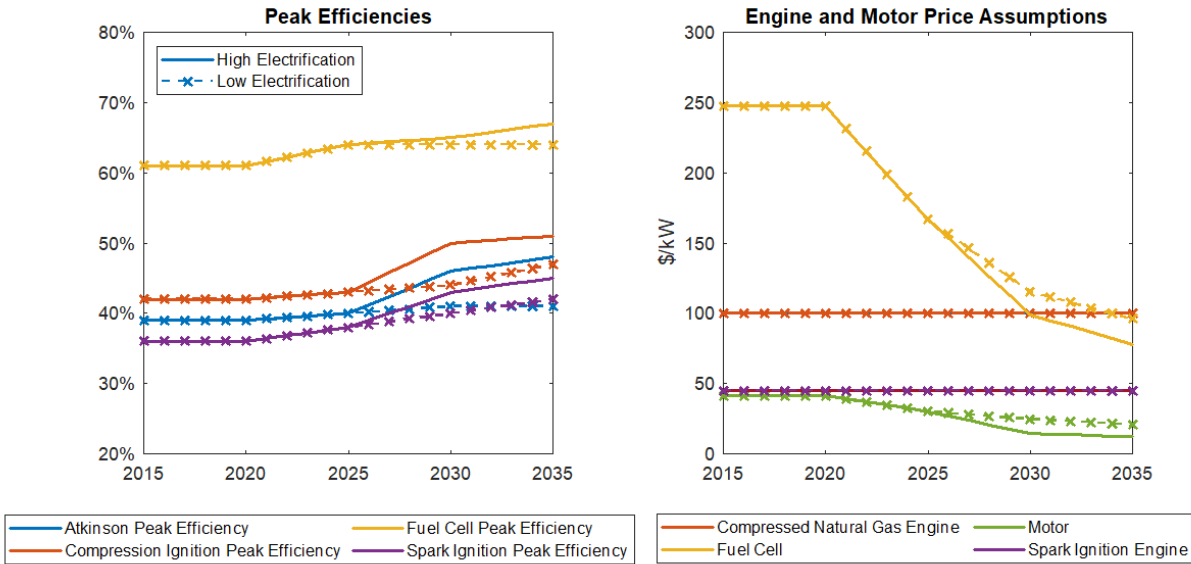 Peak Efficiencies
80%
70%
60%
50%
40%
30%
20%
2015
2020
2025
2030
2035
High Electrification
Low Electrification
Atkinson Peak Efficiency
Fuel Cell Peak Efficiency
Compression Ignition Peak Efficiency
Spark Ignition Peak Efficiency
Engine and Motor Price Assumptions
$/kW
300
250
200
150
100
50
0
2015
2020
2025
2030
2035
Compressed Natural Gas Engine
Motor
Fuel Cell
Spark Ignition Engine